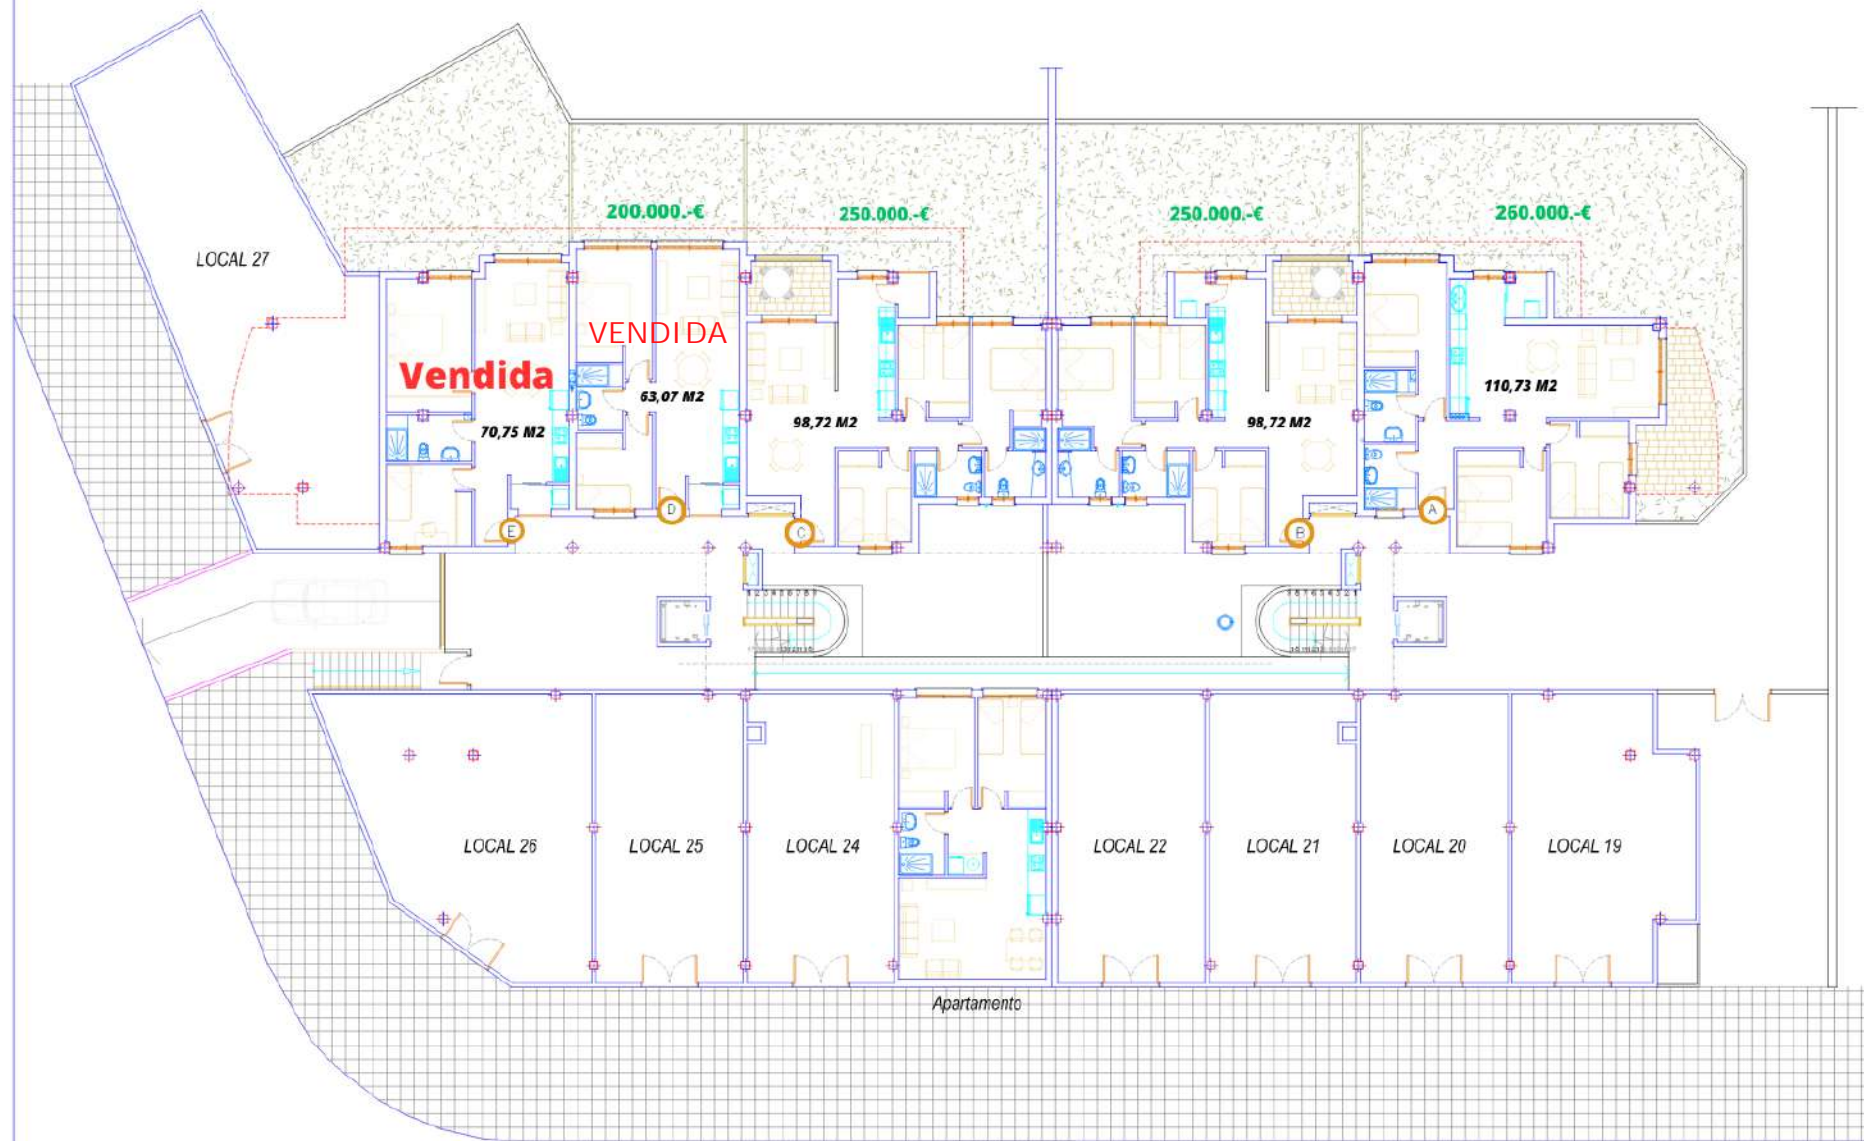 200.000.-€
250.000.-€
250.000.-€
260.000.-€
LOCAL 27
VENDIDA
Vendida
63,07 M2
110,73 M2
70,75 M2
98,72 M2
98,72 M2
E
D
C
B
A
LOCAL 26
LOCAL 25
LOCAL 24
LOCAL 22
LOCAL 21
LOCAL 20
LOCAL 19
Apartamento